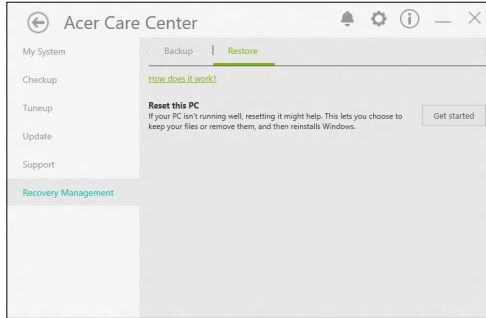 Acer Care Center
My System
Checkup
Tuneup
Update
Support
Recovery Management
Backup | Restore
How does it work?
Reset this PC
If your PC isn't running well, resetting it might help. This lets you choose to
keep your files or remove them, and then reinstalls Windows.
Get started